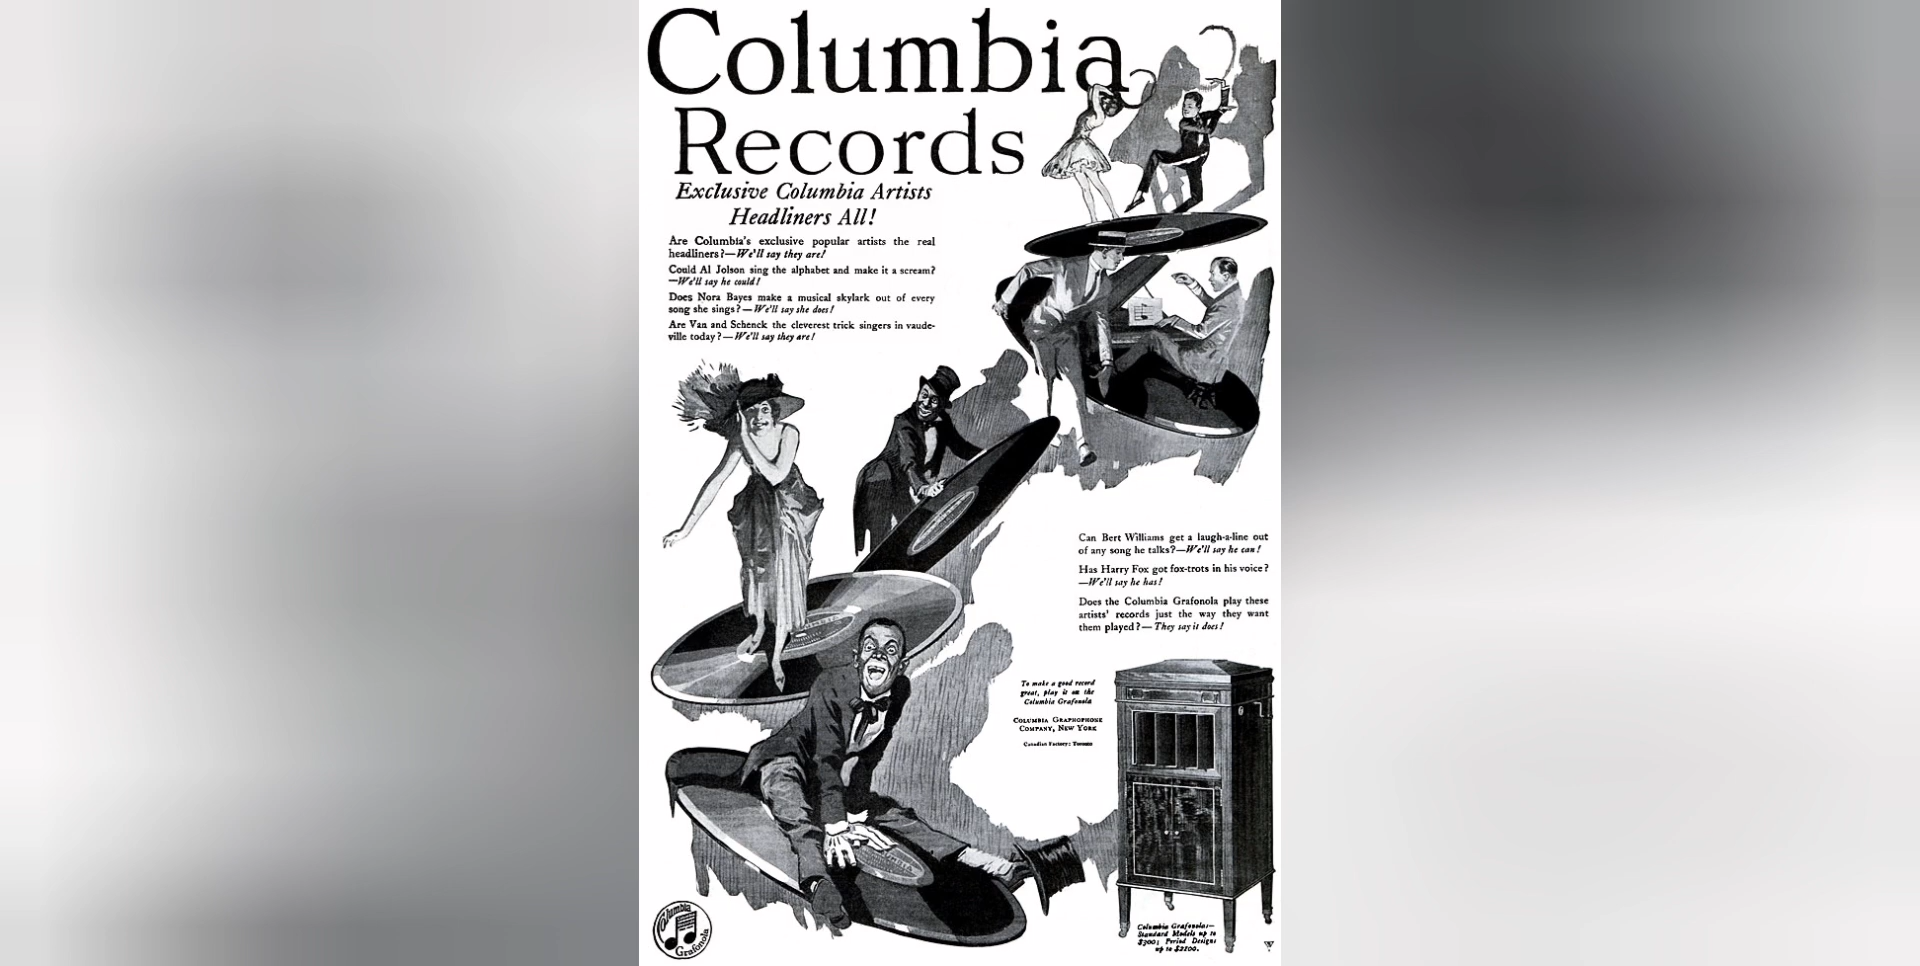 Columbia
Records
Exclusive Columbia Artists
Headliners All!
Are Columbia's exclusive popular artists the real
headliners?—We'll say they are!
Could Al Jolson sing the alphabet and make it a scream?
—We'll say he could!
Does Nora Bayes make a musical skylark out of every
song she sings?—We'll say she does!
Are Van and Schenck the cleverest trick singers in vaude-
ville today?—We'll say they are!
Can Bert Williams get a laugh-a-line out
of any song he talks?—We'll say he can!
Has Harry Fox got fox-trots in his voice?
—We'll say he has!
Does the Columbia Grafonola play these
artists' records just the way they want
them played?—They say it does!
To make a good record
great, play it on the
Columbia Grafonola
COLUMBIA GRAPHOPHONE
COMPANY, NEW YORK
Canadian Factory: Toronto
Columbia
Grafonola
Columbia Grafonolas—
Standard Models up to
$300; Period Designs
up to $2100.